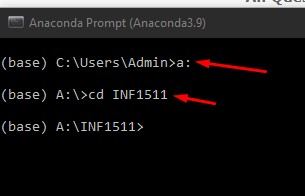 Anaconda Prompt (Anaconda3.9)
(base) C:\Users\Admin>a:
(base) A:\>cd INF1511
(base) A:\INF1511>